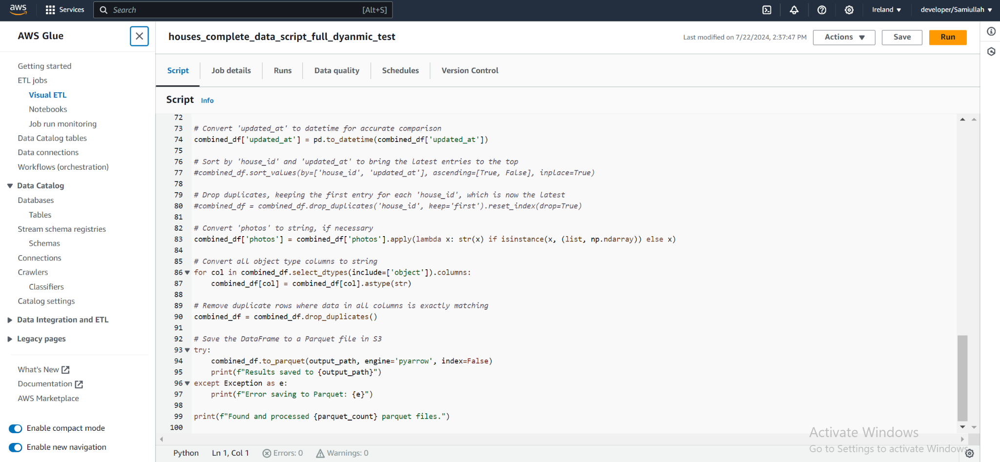 aws
Services
Search [Alt+S]
Ireland ▼
developer/Samiullah ▼
AWS Glue
Getting started
ETL jobs
Visual ETL
Notebooks
Job run monitoring
Data Catalog tables
Data connections
Workflows (orchestration)
Data Catalog
Databases
Tables
Stream schema registries
Schemas
Connections
Crawlers
Classifiers
Catalog settings
Data Integration and ETL
Legacy pages
What's New
Documentation
AWS Marketplace
Enable compact mode
Enable new navigation
houses_complete_data_script_full_dyanmic_test
Last modified on 7/22/2024, 2:37:47 PM
Actions ▼
Save
Run
Script
Job details
Runs
Data quality
Schedules
Version Control
Script Info
72
73 # Convert 'updated_at' to datetime for accurate comparison
74 combined_df['updated_at'] = pd.to_datetime(combined_df['updated_at'])
75
76 # Sort by 'house_id' and 'updated_at' to bring the latest entries to the top
77 #combined_df.sort_values(by=['house_id', 'updated_at'], ascending=[True, False], inplace=True)
78
79 # Drop duplicates, keeping the first entry for each 'house_id', which is now the latest
80 #combined_df = combined_df.drop_duplicates('house_id', keep='first').reset_index(drop=True)
81
82 # Convert 'photos' to string, if necessary
83 combined_df['photos'] = combined_df['photos'].apply(lambda x: str(x) if isinstance(x, (list, np.ndarray)) else x)
84
85 # Convert all object type columns to string
86 for col in combined_df.select_dtypes(include=['object']).columns:
87     combined_df[col] = combined_df[col].astype(str)
88
89 # Remove duplicate rows where data in all columns is exactly matching
90 combined_df = combined_df.drop_duplicates()
91
92 # Save the DataFrame to a Parquet file in S3
93 try:
94     combined_df.to_parquet(output_path, engine='pyarrow', index=False)
95     print(f"Results saved to {output_path}")
96 except Exception as e:
97     print(f"Error saving to Parquet: {e}")
98
99 print(f"Found and processed {parquet_count} parquet files.")
100
Python Ln 1, Col 1 Errors: 0 Warnings: 0
Activate Windows
Go to Settings to activate Windows